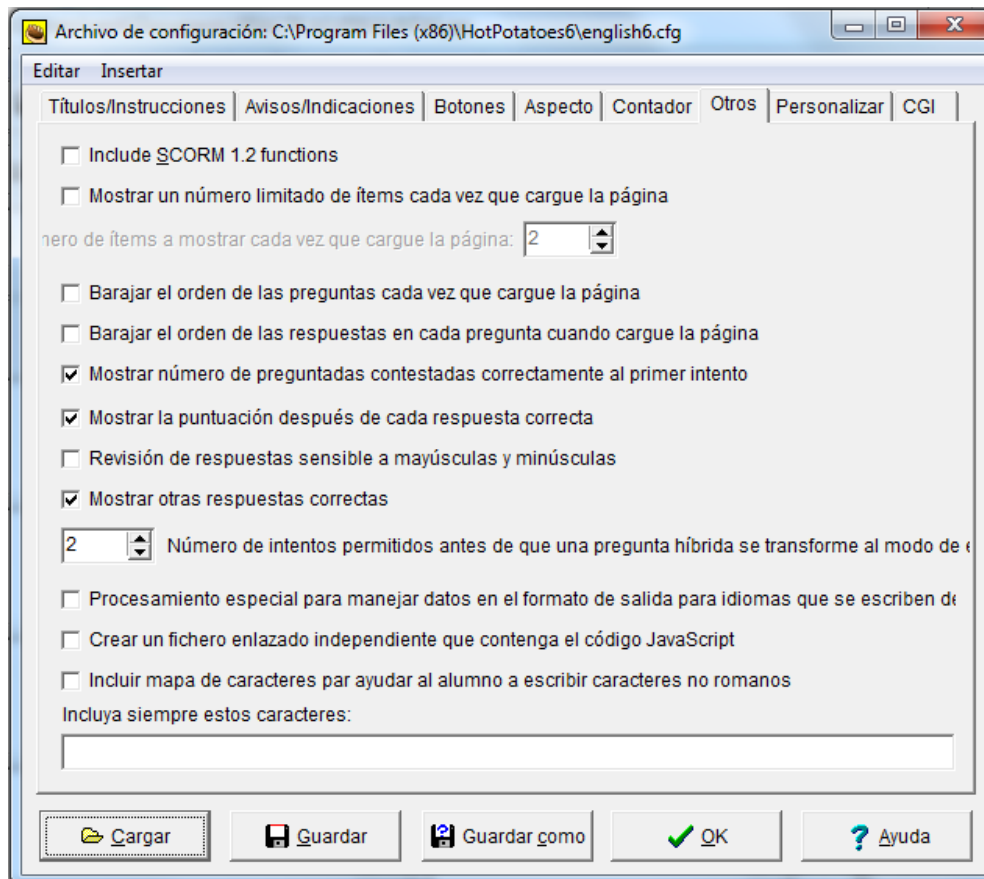 Archivo de configuración: C:\Program Files (x86)\HotPotatoes6\english6.cfg
Editar Insertar
Títulos/Instrucciones Avisos/Indicaciones Botones Aspecto Contador Otros Personalizar CGI
Include SCORM 1.2 functions
Mostrar un número limitado de ítems cada vez que cargue la página
de ítems a mostrar cada vez que cargue la página: 2
Barajar el orden de las preguntas cada vez que cargue la página
Barajar el orden de las respuestas en cada pregunta cuando cargue la página
Mostrar número de preguntadas contestadas correctamente al primer intento
Mostrar la puntuación después de cada respuesta correcta
Revisión de respuestas sensible a mayúsculas y minúsculas
Mostrar otras respuestas correctas
2 Número de intentos permitidos antes de que una pregunta híbrida se transforme al modo de
Procesamiento especial para manejar datos en el formato de salida para idiomas que se escriben de
Crear un fichero enlazado independiente que contenga el código JavaScript
Incluir mapa de caracteres par ayudar al alumno a escribir caracteres no romanos
Incluya siempre estos caracteres:
Cargar Guardar Guardar como OK Ayuda